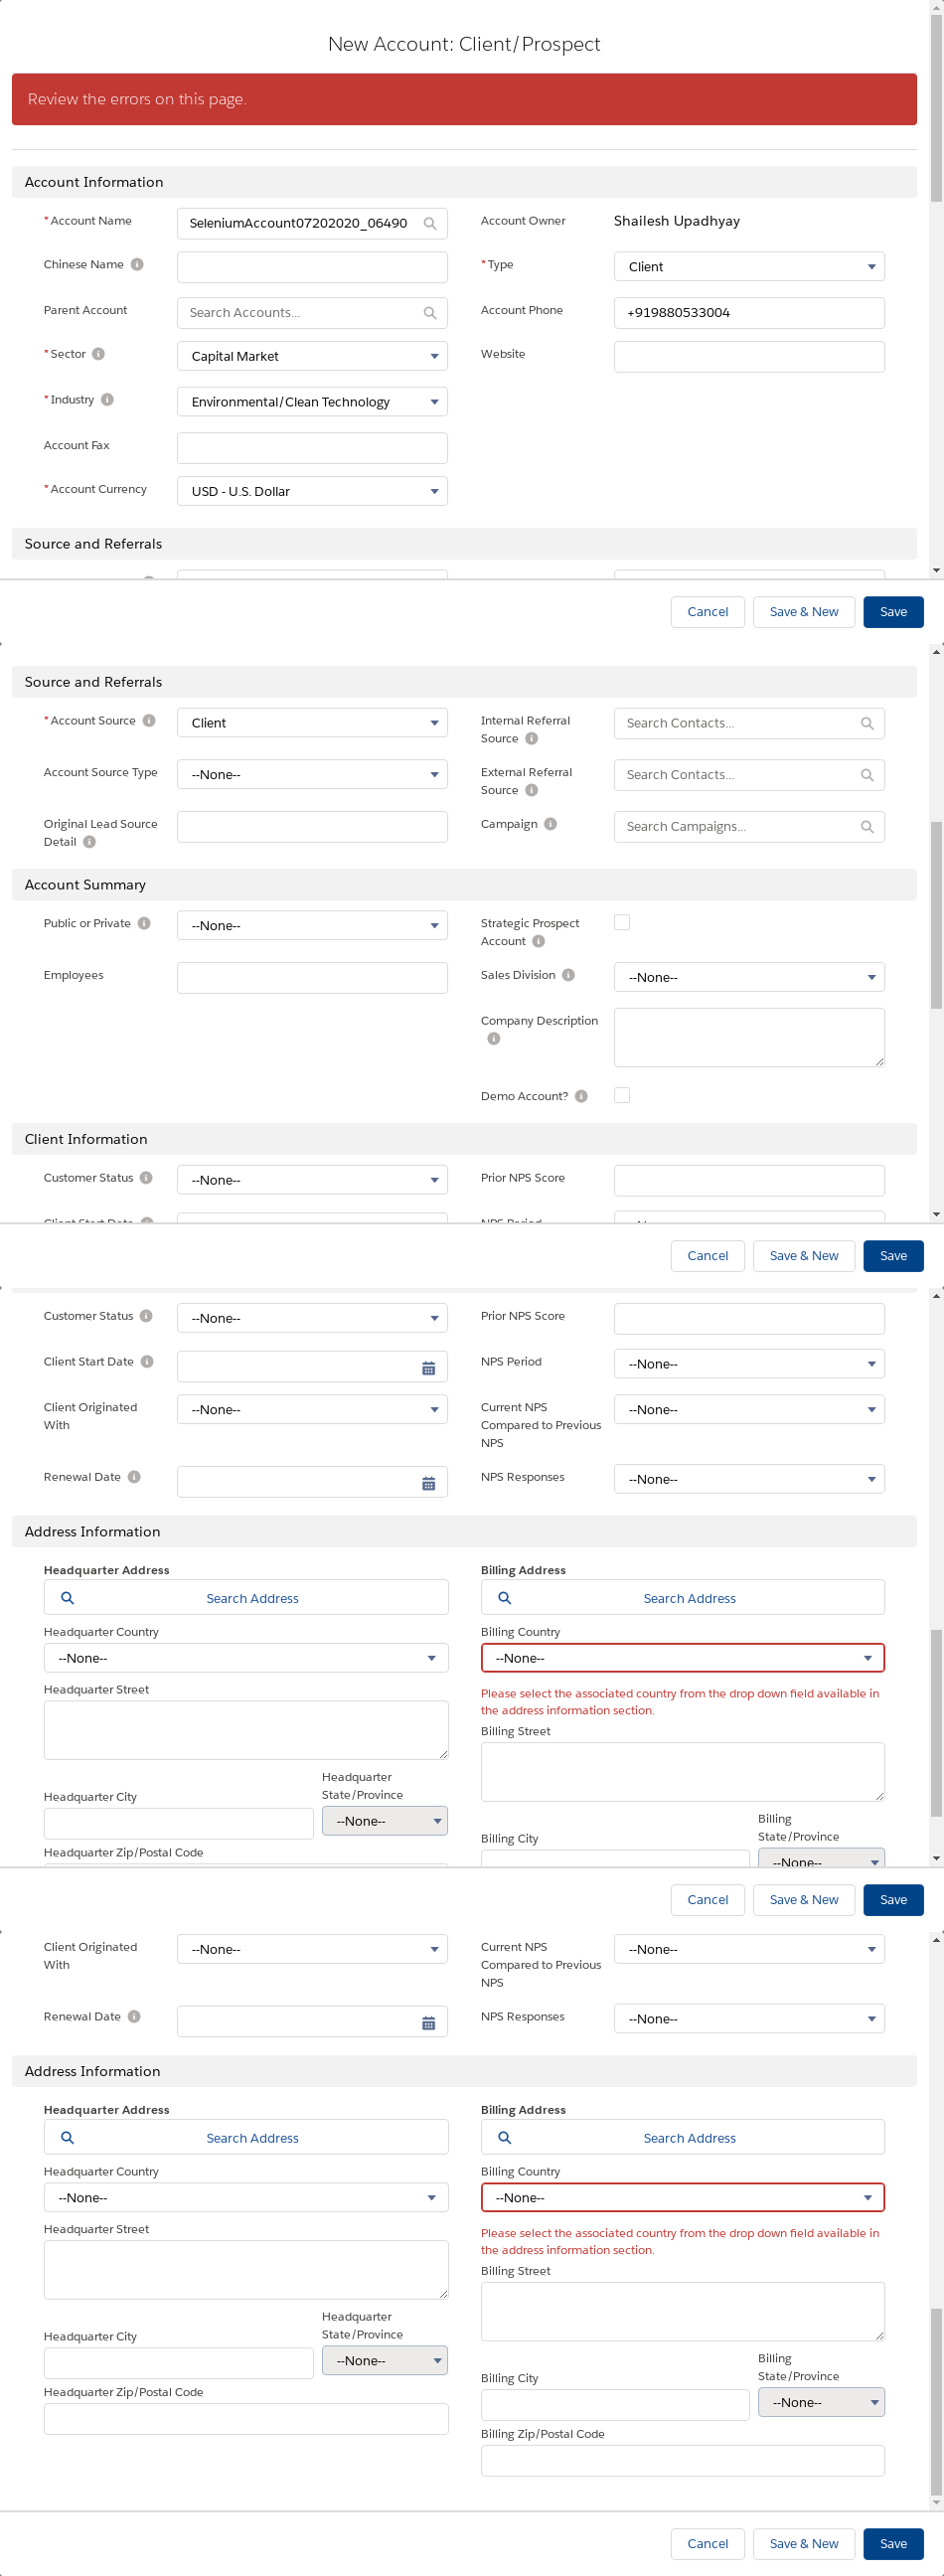 New Account: Client/Prospect
Review the errors on this page.
Account Information
*Account Name
SeleniumAccount07202020_06490
Account Owner
Shailesh Upadhyay
Chinese Name
*Type
Client
Parent Account
Search Accounts...
Account Phone
+919880533004
*Sector
Capital Market
Website
*Industry
Environmental/Clean Technology
Account Fax
*Account Currency
USD - U.S. Dollar
Source and Referrals
Cancel
Save & New
Save
Source and Referrals
*Account Source
Client
Internal Referral
Source
Search Contacts...
Account Source Type
--None--
External Referral
Source
Search Contacts...
Original Lead Source
Detail
Campaign
Search Campaigns...
Account Summary
Public or Private
--None--
Strategic Prospect
Account
Employees
Sales Division
--None--
Company Description
Demo Account?
Client Information
Customer Status
--None--
Prior NPS Score
Client Start Date
NPS Period
Cancel
Save & New
Save
Customer Status
--None--
Prior NPS Score
Client Start Date
NPS Period
--None--
Client Originated
With
--None--
Current NPS
Compared to Previous
NPS
--None--
Renewal Date
NPS Responses
--None--
Address Information
Headquarter Address
Billing Address
Search Address
Search Address
Headquarter Country
Billing Country
--None--
--None--
Headquarter Street
Please select the associated country from the drop down field available in
the address information section.
Billing Street
Headquarter City
Headquarter
State/Province
--None--
Billing City
Billing
State/Province
--None--
Headquarter Zip/Postal Code
Cancel
Save & New
Save
Client Originated
With
--None--
Current NPS
Compared to Previous
NPS
--None--
Renewal Date
NPS Responses
--None--
Address Information
Headquarter Address
Billing Address
Search Address
Search Address
Headquarter Country
Billing Country
--None--
--None--
Headquarter Street
Please select the associated country from the drop down field available in
the address information section.
Billing Street
Headquarter City
Headquarter
State/Province
--None--
Billing City
Billing
State/Province
--None--
Headquarter Zip/Postal Code
Billing Zip/Postal Code
Cancel
Save & New
Save